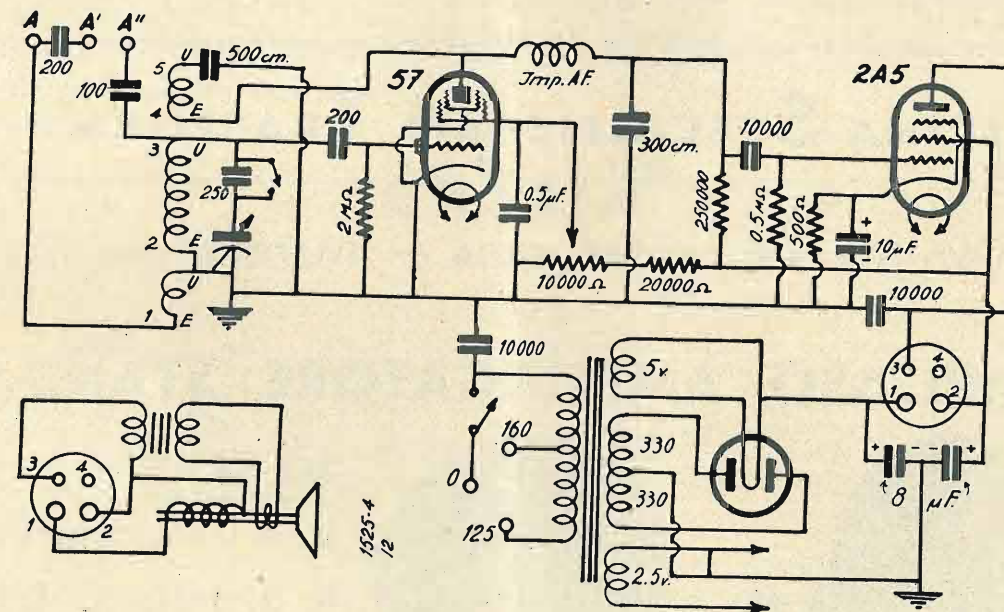 A A' A"
200
100
5 U 500 cm.
4 E
3 U
250
2 E
U
1 E
200
2 MΩ
57
Imp. AF.
0.5 µF.
300 cm.
10000 Ω 20000 Ω
250000
10000
0.5 MΩ
500 Ω
2A5
+
10 µF.
-
10000
3 4
1 2
+ - - +
8 µF.
10000
160
0
125
5 v.
330
330
2.5 v.
3 4
1 2
1525-4
12